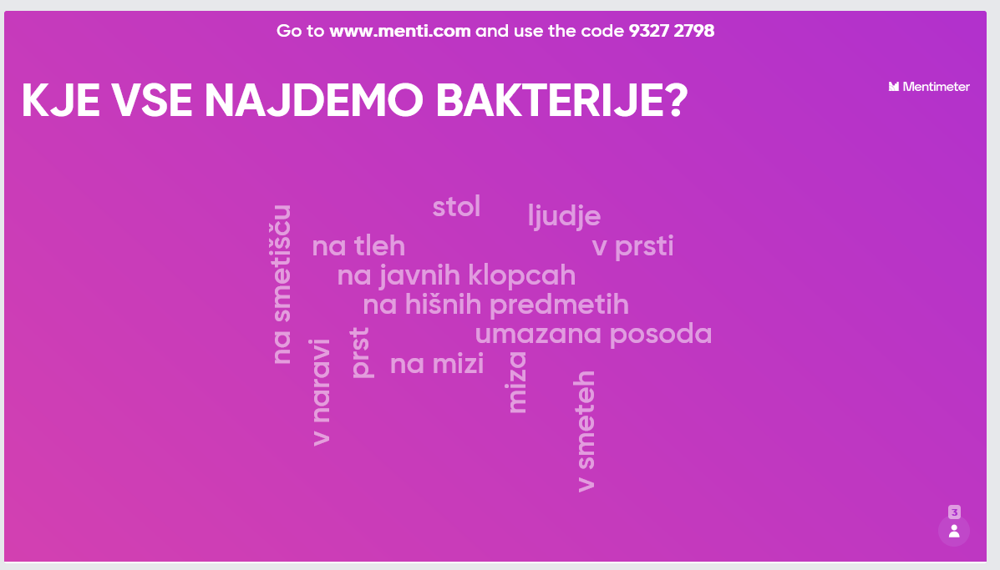 Go to www.menti.com and use the code 9327 2798
KJE VSE NAJDEMO BAKTERIJE?
Mentimeter
stol
ljudje
na smetišču
na tleh
v prsti
na javnih klopcah
na hišnih predmetih
prst
umazana posoda
v naravi
na mizi
miza
v smeteh
3